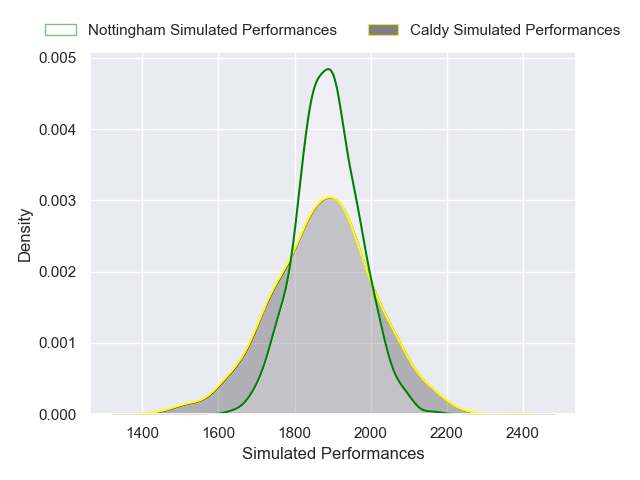 Nottingham Simulated Performances Caldy Simulated Performances
0.005
0.004
0.003
0.002
0.001
0.000
Density
1400 1600 1800 2000 2200 2400
Simulated Performances